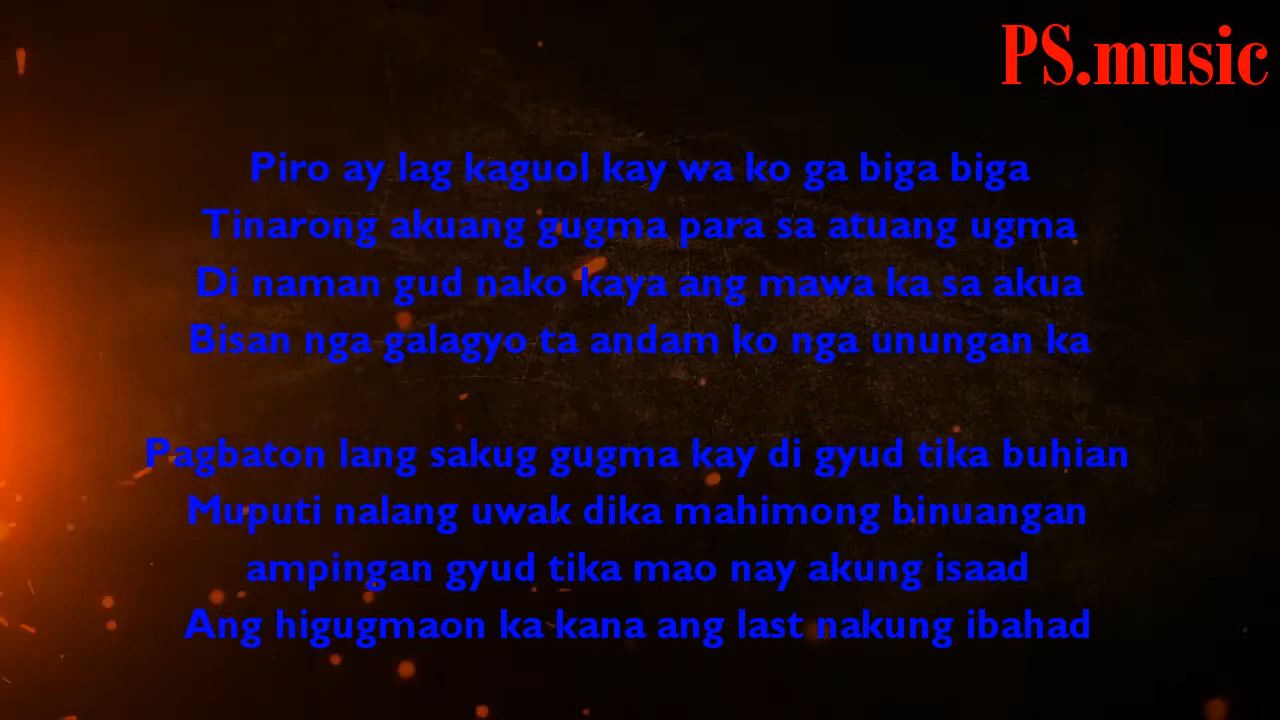 PS.music
Piro ay lag kaguol kay wa ko ga biga biga
Tinarong akuang gugma para sa atuang ugma
Di naman gud nako kaya ang mawa ka sa akua
Bisan nga galagyo ta andam ko nga unungan ka
Pagbaton lang sakug gugma kay di gyud tika buhian
Muputi nalang uwak dika mahimong binuangan
ampingan gyud tika mao nay akung isaad
Ang higugmaon ka kana ang last nakung ibahad